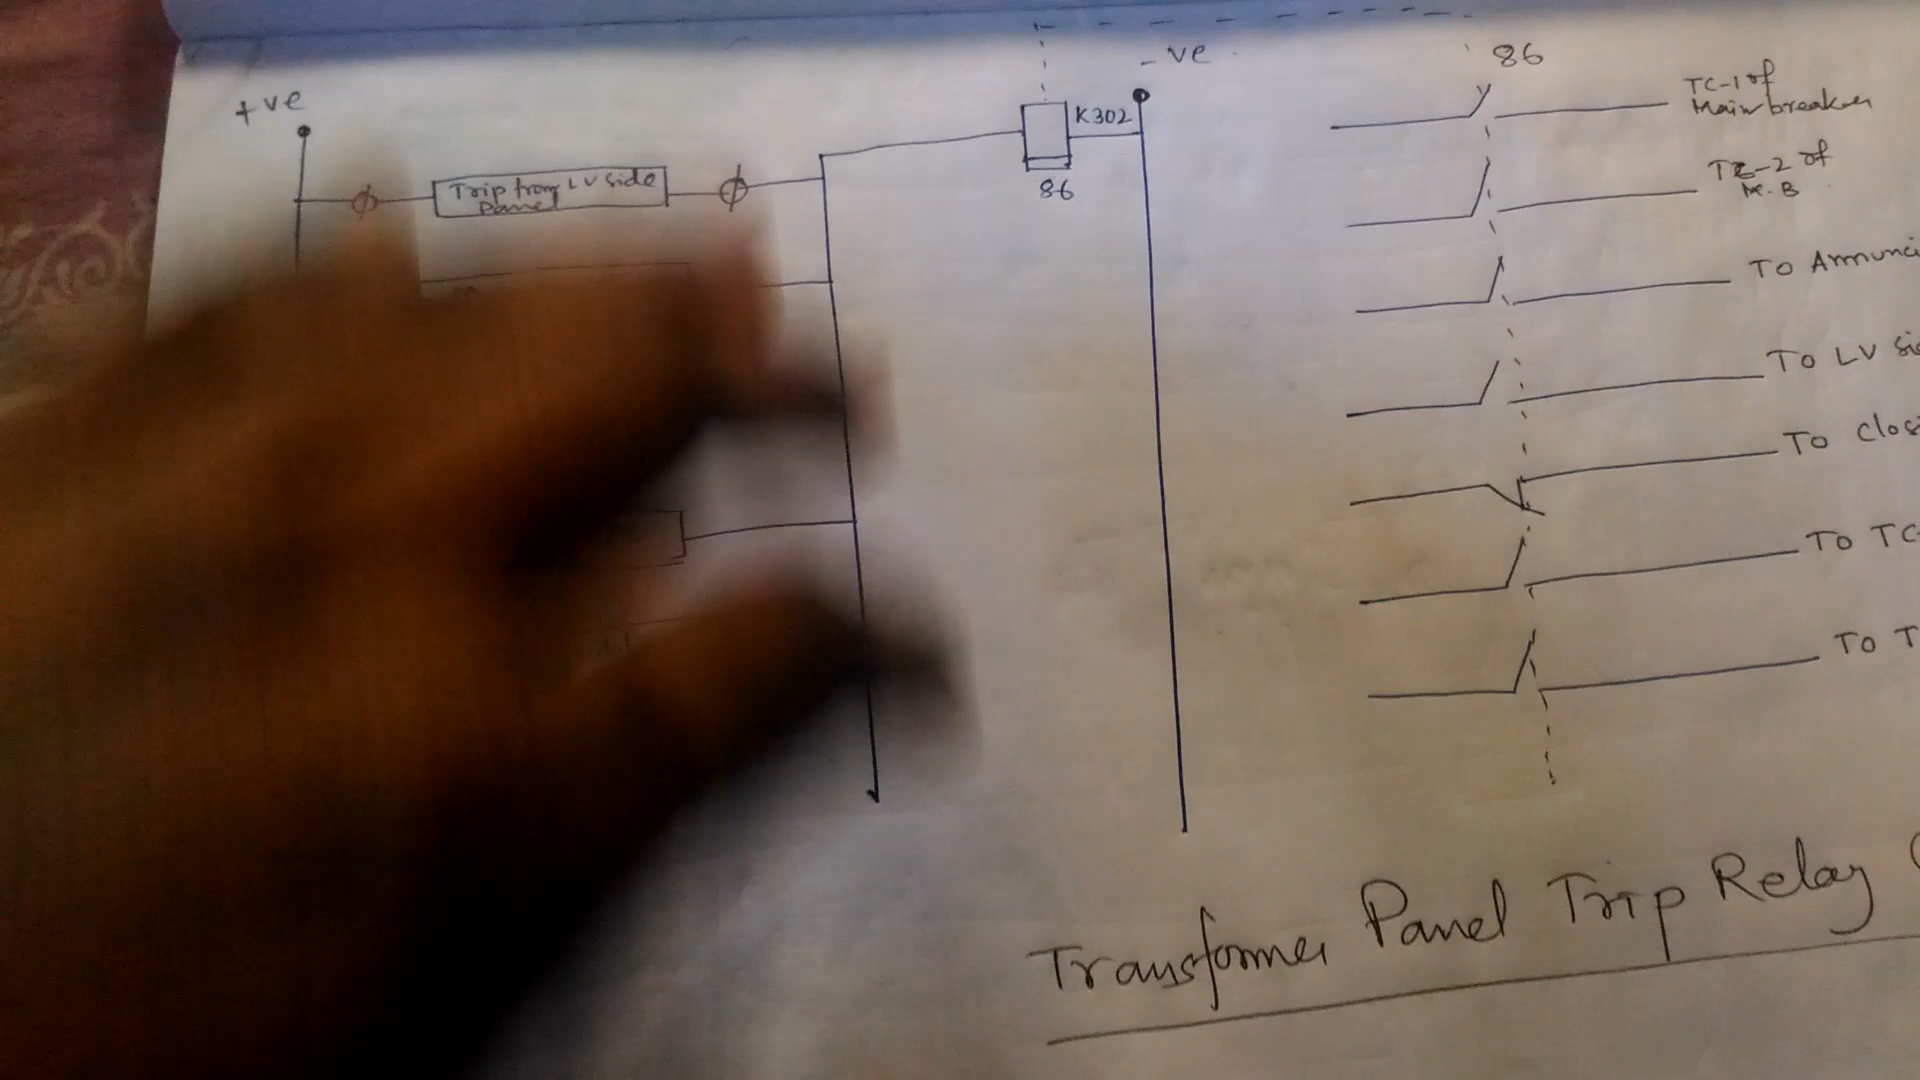 +ve
- ve
86
K302
86
Trip from LV side
Panel
TC-1 of
Main breaker
TC-2 of
M.B
To Annunci
To LV Si
To Clos
To TC-
To T
Transformer Panel Trip Relay